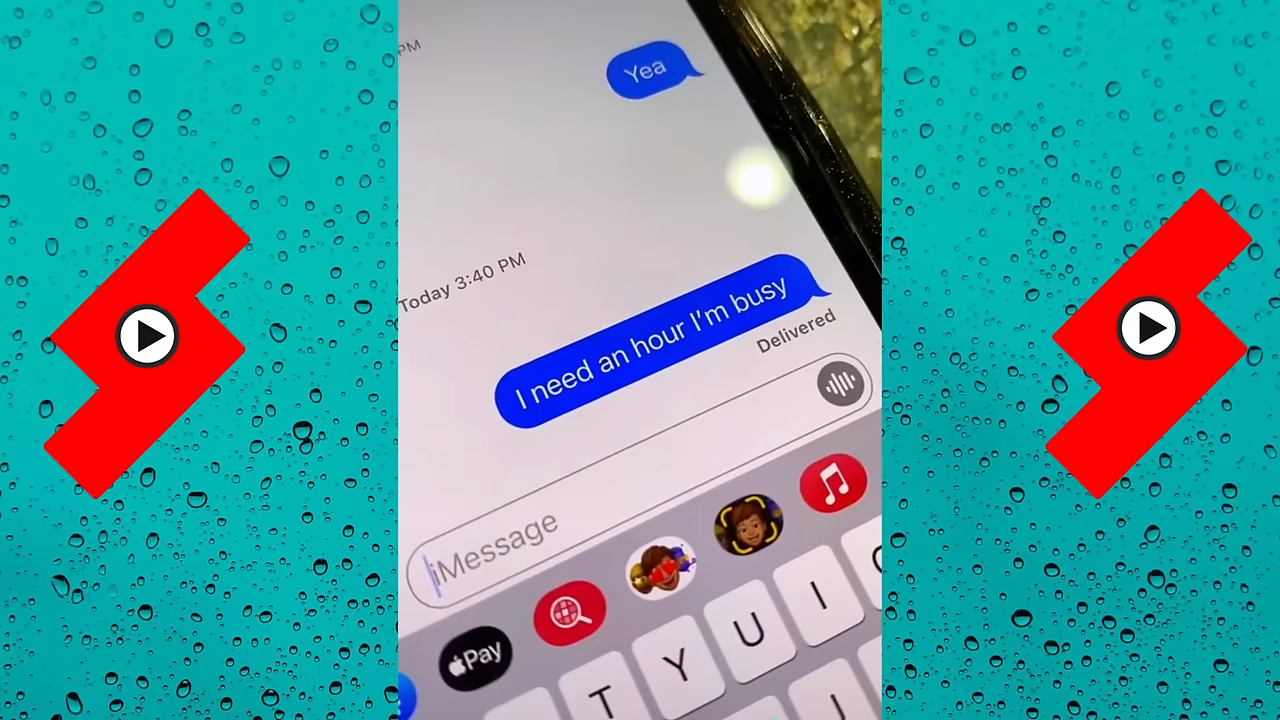 PM
Yea
Today 3:40 PM
I need an hour I'm busy
Delivered
iMessage
Pay
T Y U I
J